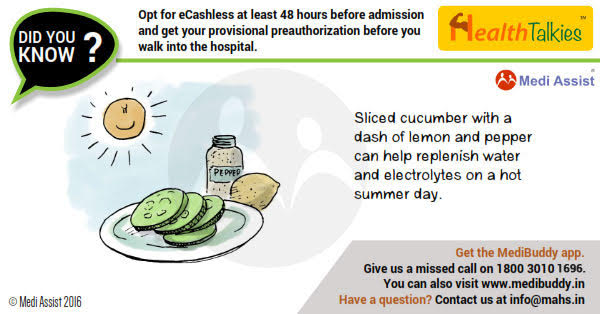 DID YOU
KNOW ?
Opt for eCashless at least 48 hours before admission
and get your provisional preauthorization before you
walk into the hospital.
HealthTalkies™
Medi Assist®
Sliced cucumber with a
dash of lemon and pepper
can help replenish water
and electrolytes on a hot
summer day.
PEPPER
Get the MediBuddy app.
Give us a missed call on 1800 3010 1696.
You can also visit www.medibuddy.in
Have a question? Contact us at info@mahs.in
© Medi Assist 2016